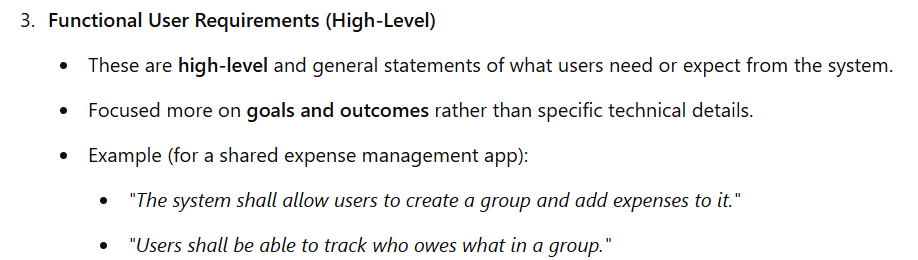 3. Functional User Requirements (High-Level)
• These are high-level and general statements of what users need or expect from the system.
• Focused more on goals and outcomes rather than specific technical details.
• Example (for a shared expense management app):
• "The system shall allow users to create a group and add expenses to it."
• "Users shall be able to track who owes what in a group."